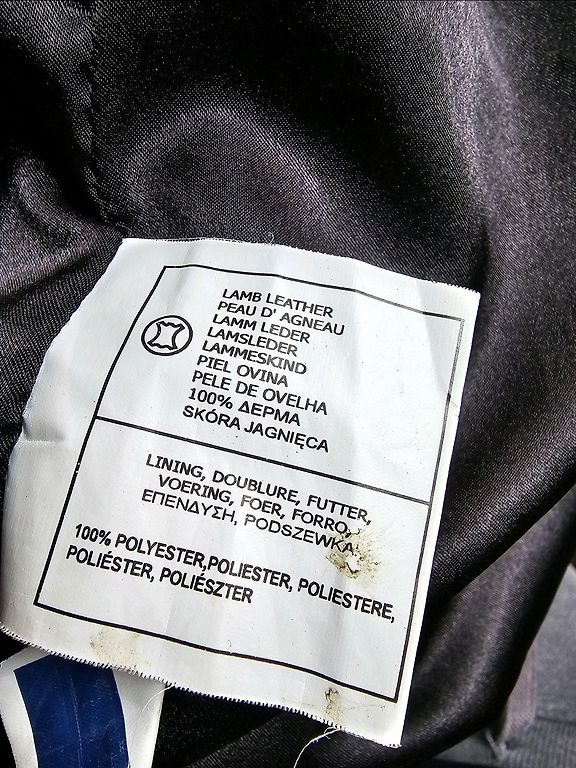 LAMB LEATHER
PEAU D' AGNEAU
LAMM LEDER
LAMSLEDER
LAMMESKIND
PIEL OVINA
PELE DE OVELHA
100% ΔΕΡΜΑ
SKÓRA JAGNIĘCA
LINING, DOUBLURE, FUTTER,
VOERING, FOER, FORRO,
ΕΠΕΝΔΥΣΗ, PODSZEWKA
100% POLYESTER,POLIESTER, POLIESTERE,
POLIÉSTER, POLIÉSZTER